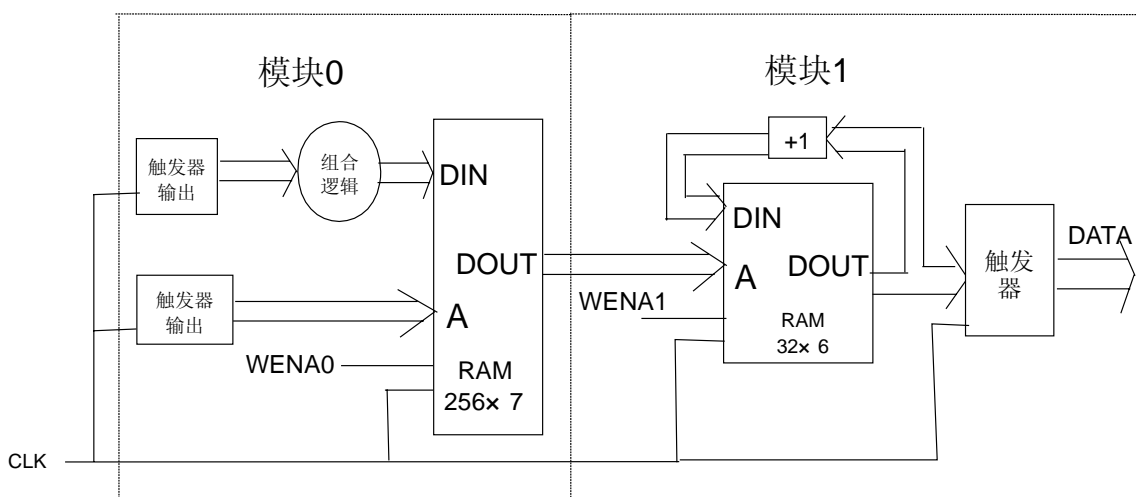 模块0
模块1
触发器
输出
组合
逻辑
DIN
DOUT
A
触发器
输出
WENA0
RAM
256× 7
+1
DIN
DOUT
A
WENA1
RAM
32× 6
触发
器
DATA
CLK